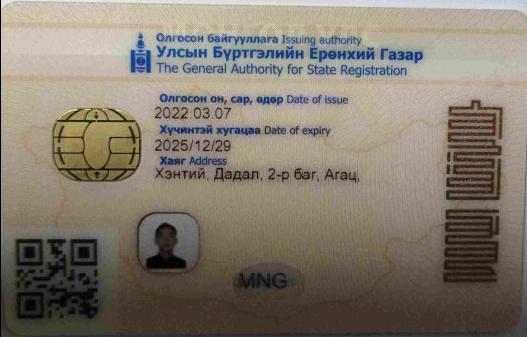 Олгосон байгууллага Issuing authority
Улсын Бүртгэлийн Ерөнхий Газар
The General Authority for State Registration
Олгосон он, сар, өдөр Date of issue
2022.03.07
Хүчинтэй хугацаа Date of expiry
2025/12/29
Хаяг Address
Хэнтий, Дадал, 2-р баг, Агац,
MNG